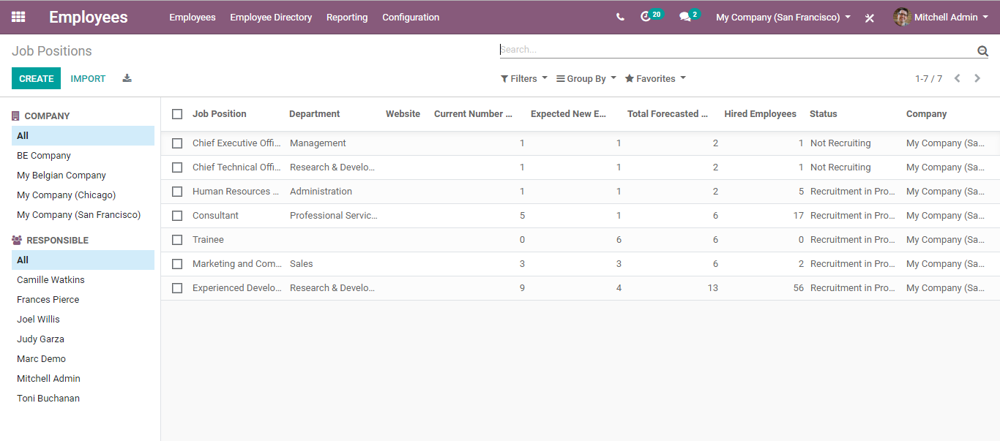 Employees Employees Employee Directory Reporting Configuration 20 2 My Company (San Francisco) Mitchell Admin
Job Positions Search...
CREATE IMPORT Filters Group By Favorites 1-7 / 7
COMPANY
All
BE Company
My Belgian Company
My Company (Chicago)
My Company (San Francisco)
RESPONSIBLE
All
Camille Watkins
Frances Pierce
Joel Willis
Judy Garza
Marc Demo
Mitchell Admin
Toni Buchanan
Job Position Department Website Current Number ... Expected New E... Total Forecasted ... Hired Employees Status Company
Chief Executive Offi... Management 1 1 2 1 Not Recruiting My Company (Sa...
Chief Technical Offi... Research & Develo... 1 1 2 1 Not Recruiting My Company (Sa...
Human Resources ... Administration 1 1 2 5 Recruitment in Pro... My Company (Sa...
Consultant Professional Servic... 5 1 6 17 Recruitment in Pro... My Company (Sa...
Trainee 0 6 6 0 Recruitment in Pro... My Company (Sa...
Marketing and Com... Sales 3 3 6 2 Recruitment in Pro... My Company (Sa...
Experienced Develo... Research & Develo... 9 4 13 56 Recruitment in Pro... My Company (Sa...